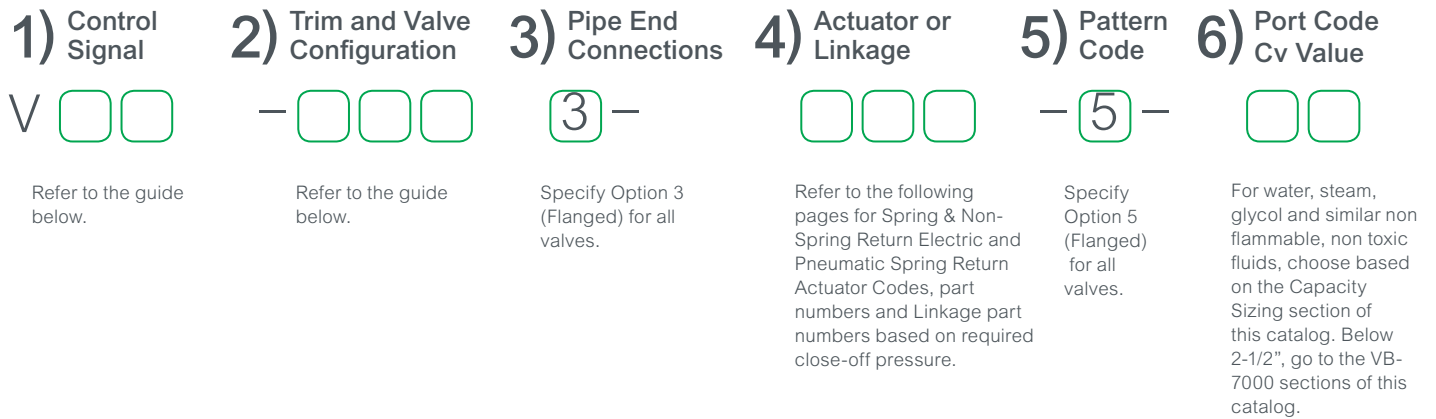 1) Control
Signal
2) Trim and Valve
Configuration
3) Pipe End
Connections
4) Actuator or
Linkage
5) Pattern
Code
6) Port Code
Cv Value
V
–
3 –
– 5 –
Refer to the guide
below.
Refer to the guide
below.
Specify Option 3
(Flanged) for all
valves.
Refer to the following
pages for Spring & Non-
Spring Return Electric and
Pneumatic Spring Return
Actuator Codes, part
numbers and Linkage part
numbers based on required
close-off pressure.
Specify
Option 5
(Flanged)
for all
valves.
For water, steam,
glycol and similar non
flammable, non toxic
fluids, choose based
on the Capacity
Sizing section of
this catalog. Below
2-1/2”, go to the VB-
7000 sections of this
catalog.